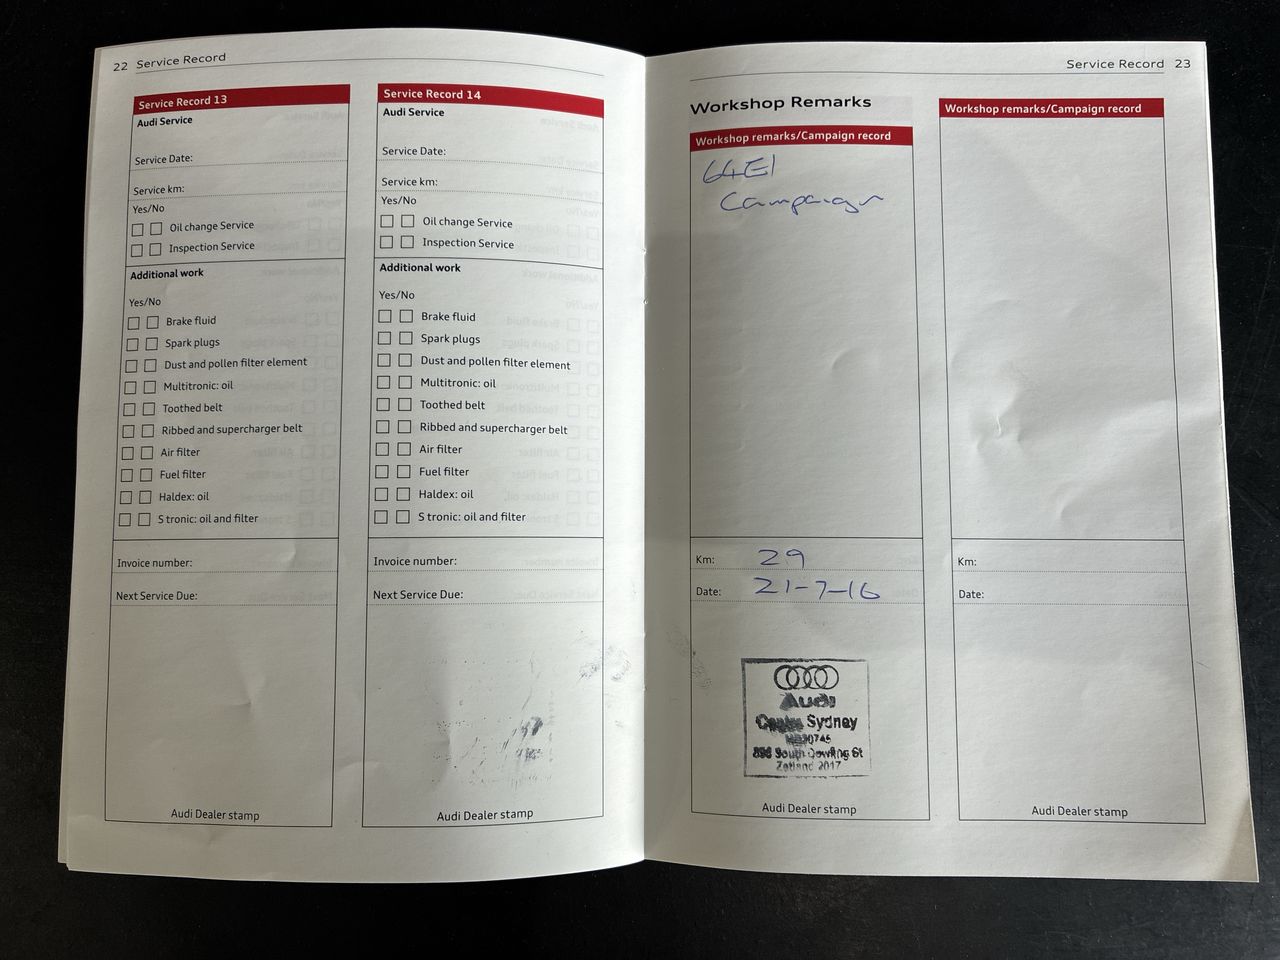 22 Service Record
Service Record 13
Audi Service
Service Date:
Service km:
Yes/No
Oil change Service
Inspection Service
Additional work
Yes/No
Brake fluid
Spark plugs
Dust and pollen filter element
Multitronic: oil
Toothed belt
Ribbed and supercharger belt
Air filter
Fuel filter
Haldex: oil
S tronic: oil and filter
Invoice number:
Next Service Due:
Audi Dealer stamp
Service Record 14
Audi Service
Service Date:
Service km:
Yes/No
Oil change Service
Inspection Service
Additional work
Yes/No
Brake fluid
Spark plugs
Dust and pollen filter element
Multitronic: oil
Toothed belt
Ribbed and supercharger belt
Air filter
Fuel filter
Haldex: oil
S tronic: oil and filter
Invoice number:
Next Service Due:
Audi Dealer stamp
Service Record 23
Workshop Remarks
Workshop remarks/Campaign record
64E1
Campaign
Km: 29
Date: 21-7-16
Audi
Centre Sydney
South Dowling St
Zetland 2017
Audi Dealer stamp
Workshop remarks/Campaign record
Km:
Date:
Audi Dealer stamp